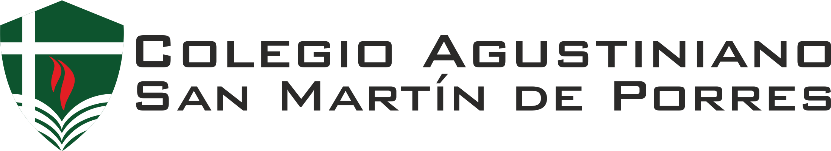 COLEGIO AGUSTINIANO
SAN MARTÍN DE PORRES